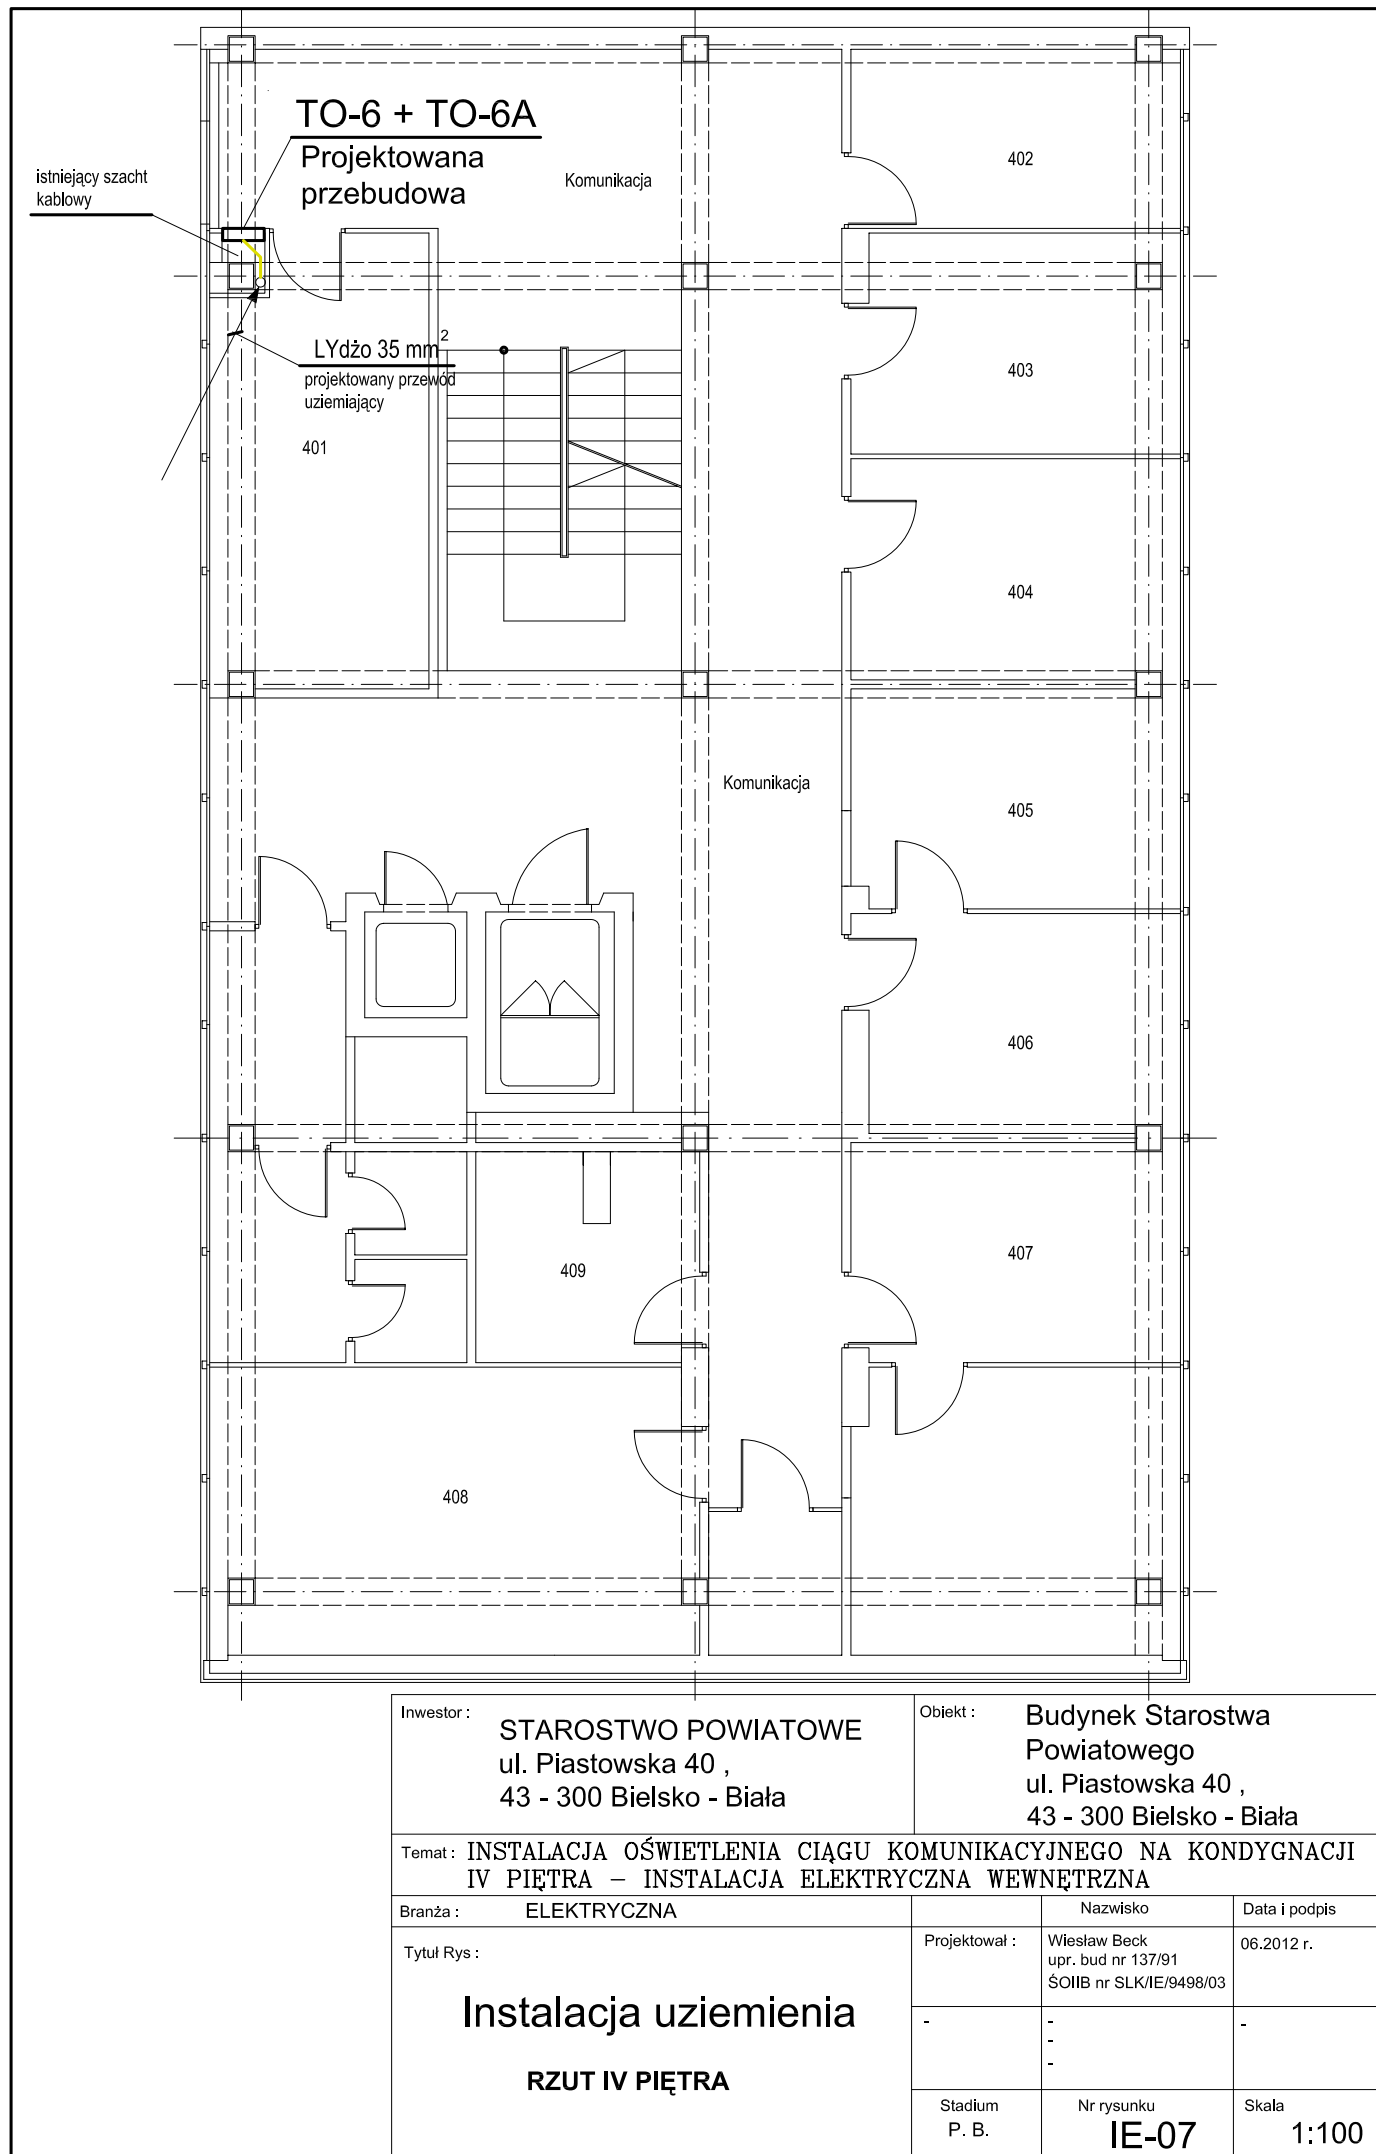 TO-6 + TO-6A
Projektowana
przebudowa
istniejący szacht
kablowy
Komunikacja
402
LYdżo 35 mm2
projektowany przewód
uziemiający
401
403
404
Komunikacja
405
406
407
409
408
Inwestor :
STAROSTWO POWIATOWE
ul. Piastowska 40 ,
43 - 300 Bielsko - Biała
Obiekt :
Budynek Starostwa
Powiatowego
ul. Piastowska 40 ,
43 - 300 Bielsko - Biała
Temat : INSTALACJA OŚWIETLENIA CIĄGU KOMUNIKACYJNEGO NA KONDYGNACJI
IV PIĘTRA – INSTALACJA ELEKTRYCZNA WEWNĘTRZNA
Branża : ELEKTRYCZNA
Nazwisko
Data i podpis
Tytuł Rys :
Instalacja uziemienia
RZUT IV PIĘTRA
Projektował :
Wiesław Beck
upr. bud nr 137/91
ŚOIIB nr SLK/IE/9498/03
06.2012 r.
-
-
-
-
-
Stadium
P. B.
Nr rysunku
IE-07
Skala
1:100